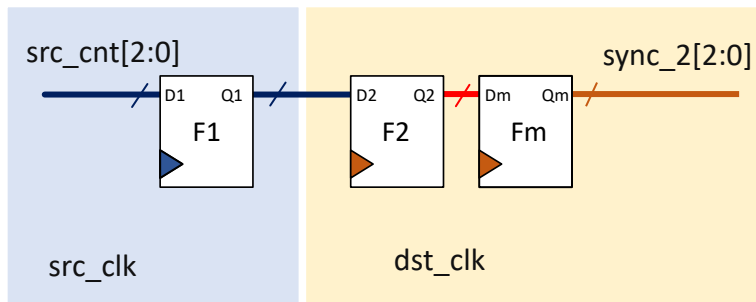 src_cnt[2:0]
sync_2[2:0]
D1
Q1
D2
Q2
Dm
Qm
F1
F2
Fm
src_clk
dst_clk